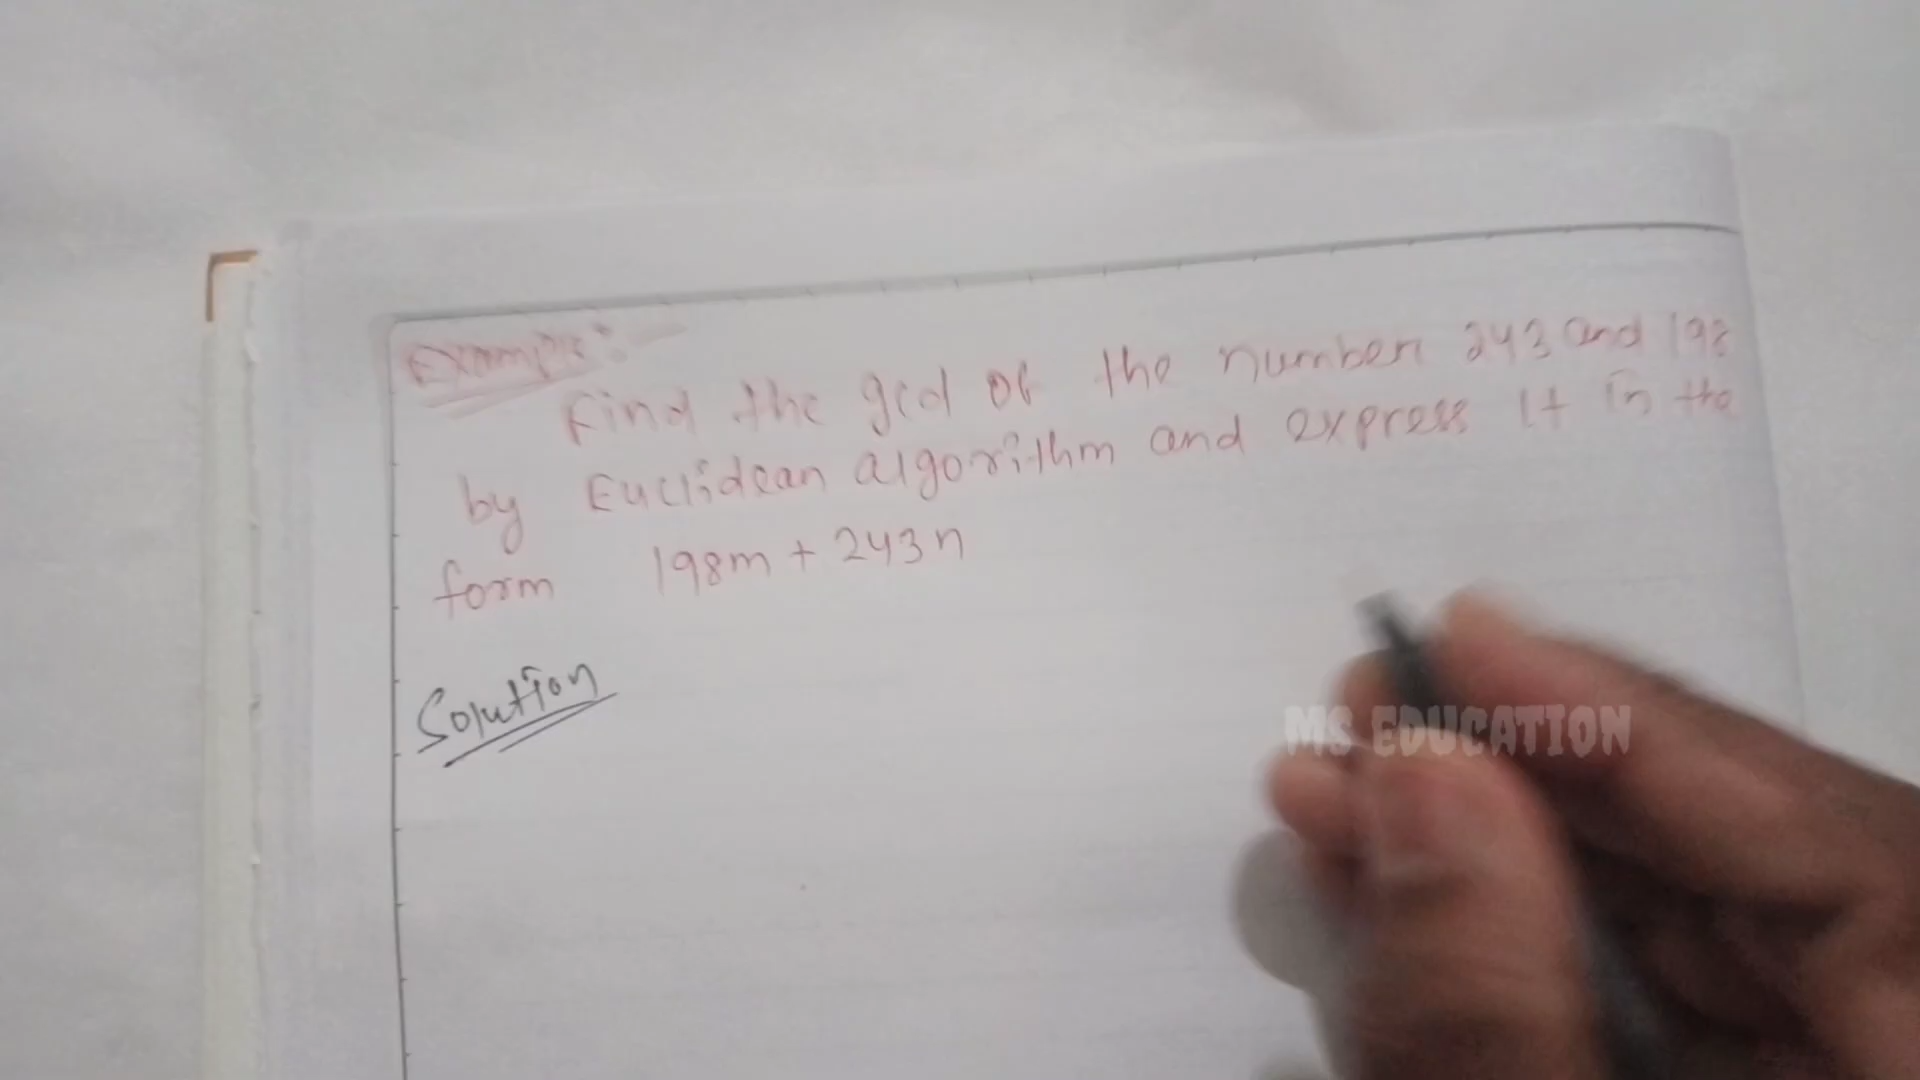 Example:
Find the gcd of the number 243 and 198
by Euclidean algorithm and express it in the
form 198m + 243n
Solution
MS EDUCATION